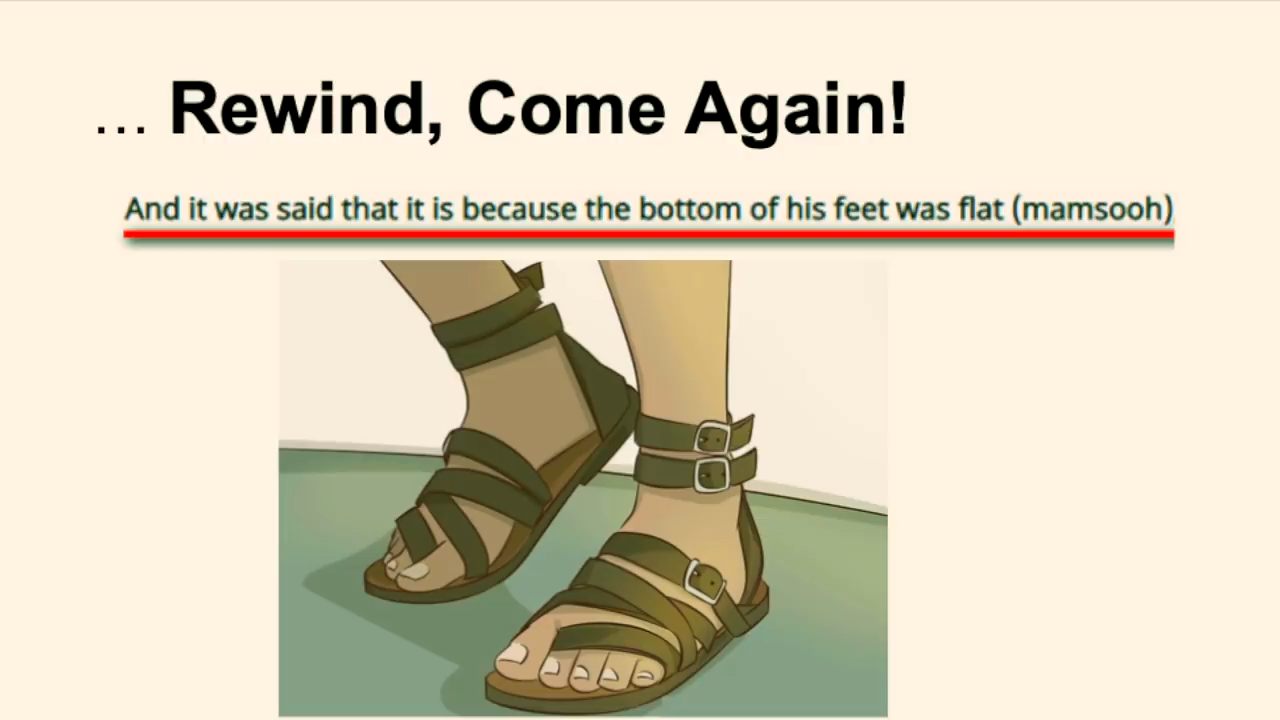 ... Rewind, Come Again!
And it was said that it is because the bottom of his feet was flat (mamsooh)